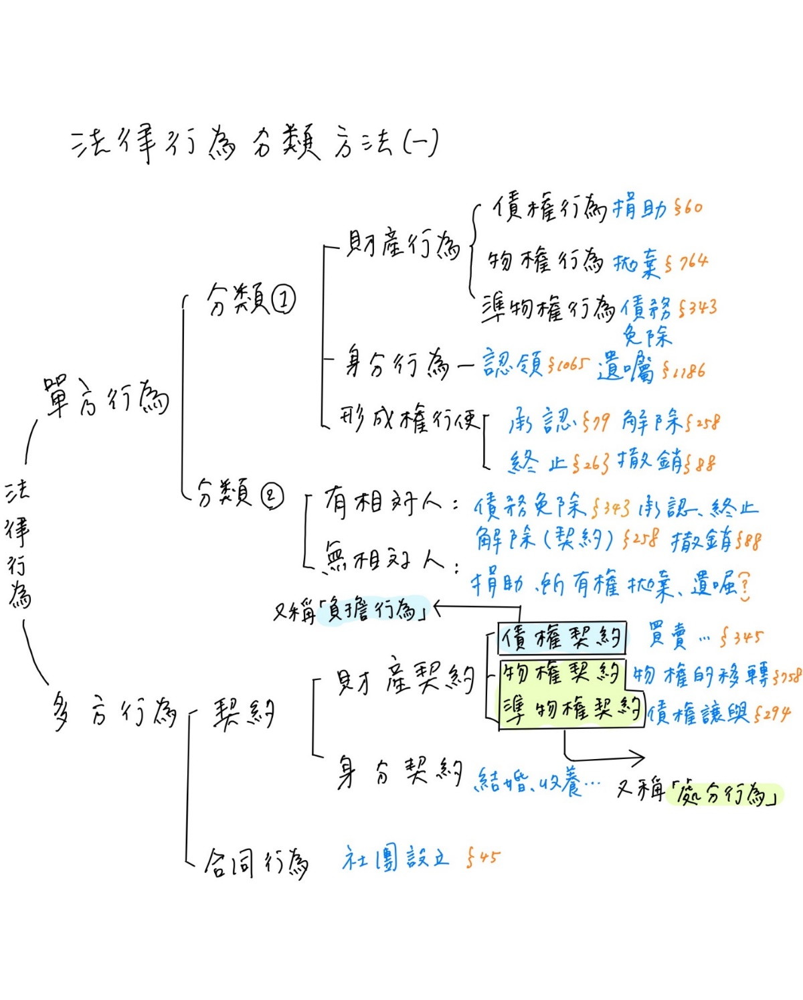 法律行為分類方法(一)
債權行為 捐助 §60
財產行為
物權行為 拋棄 §764
分類①
準物權行為 債務 §343
免除
身分行為 - 認領 §1065 遺囑 §1186
單方行為
形成權行使 承認 §79 解除 §258
終止 §263 撤銷 §88
法律行為
分類② 有相對人: 債務免除 §343 承認、終止
解除(契約) §258 撤銷 §88
無相對人:
捐助、所有權拋棄、遺囑?
又稱「負擔行為」
債權契約 買賣… §345
財產契約 物權契約 物權的移轉 §758
多方行為 契約 準物權契約 債權讓與 §294
身分契約 結婚、收養… 又稱「處分行為」
合同行為 社團設立 §45